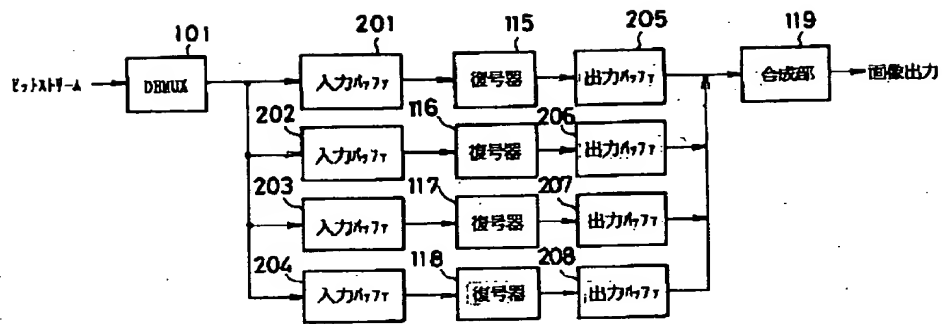 101
201
115
205
119
ビットストリーム
DEMUX
入力バッファ
復号器
出力バッファ
合成部
画像出力
202
116
206
入力バッファ
復号器
出力バッファ
203
117
207
入力バッファ
復号器
出力バッファ
204
118
208
入力バッファ
復号器
出力バッファ